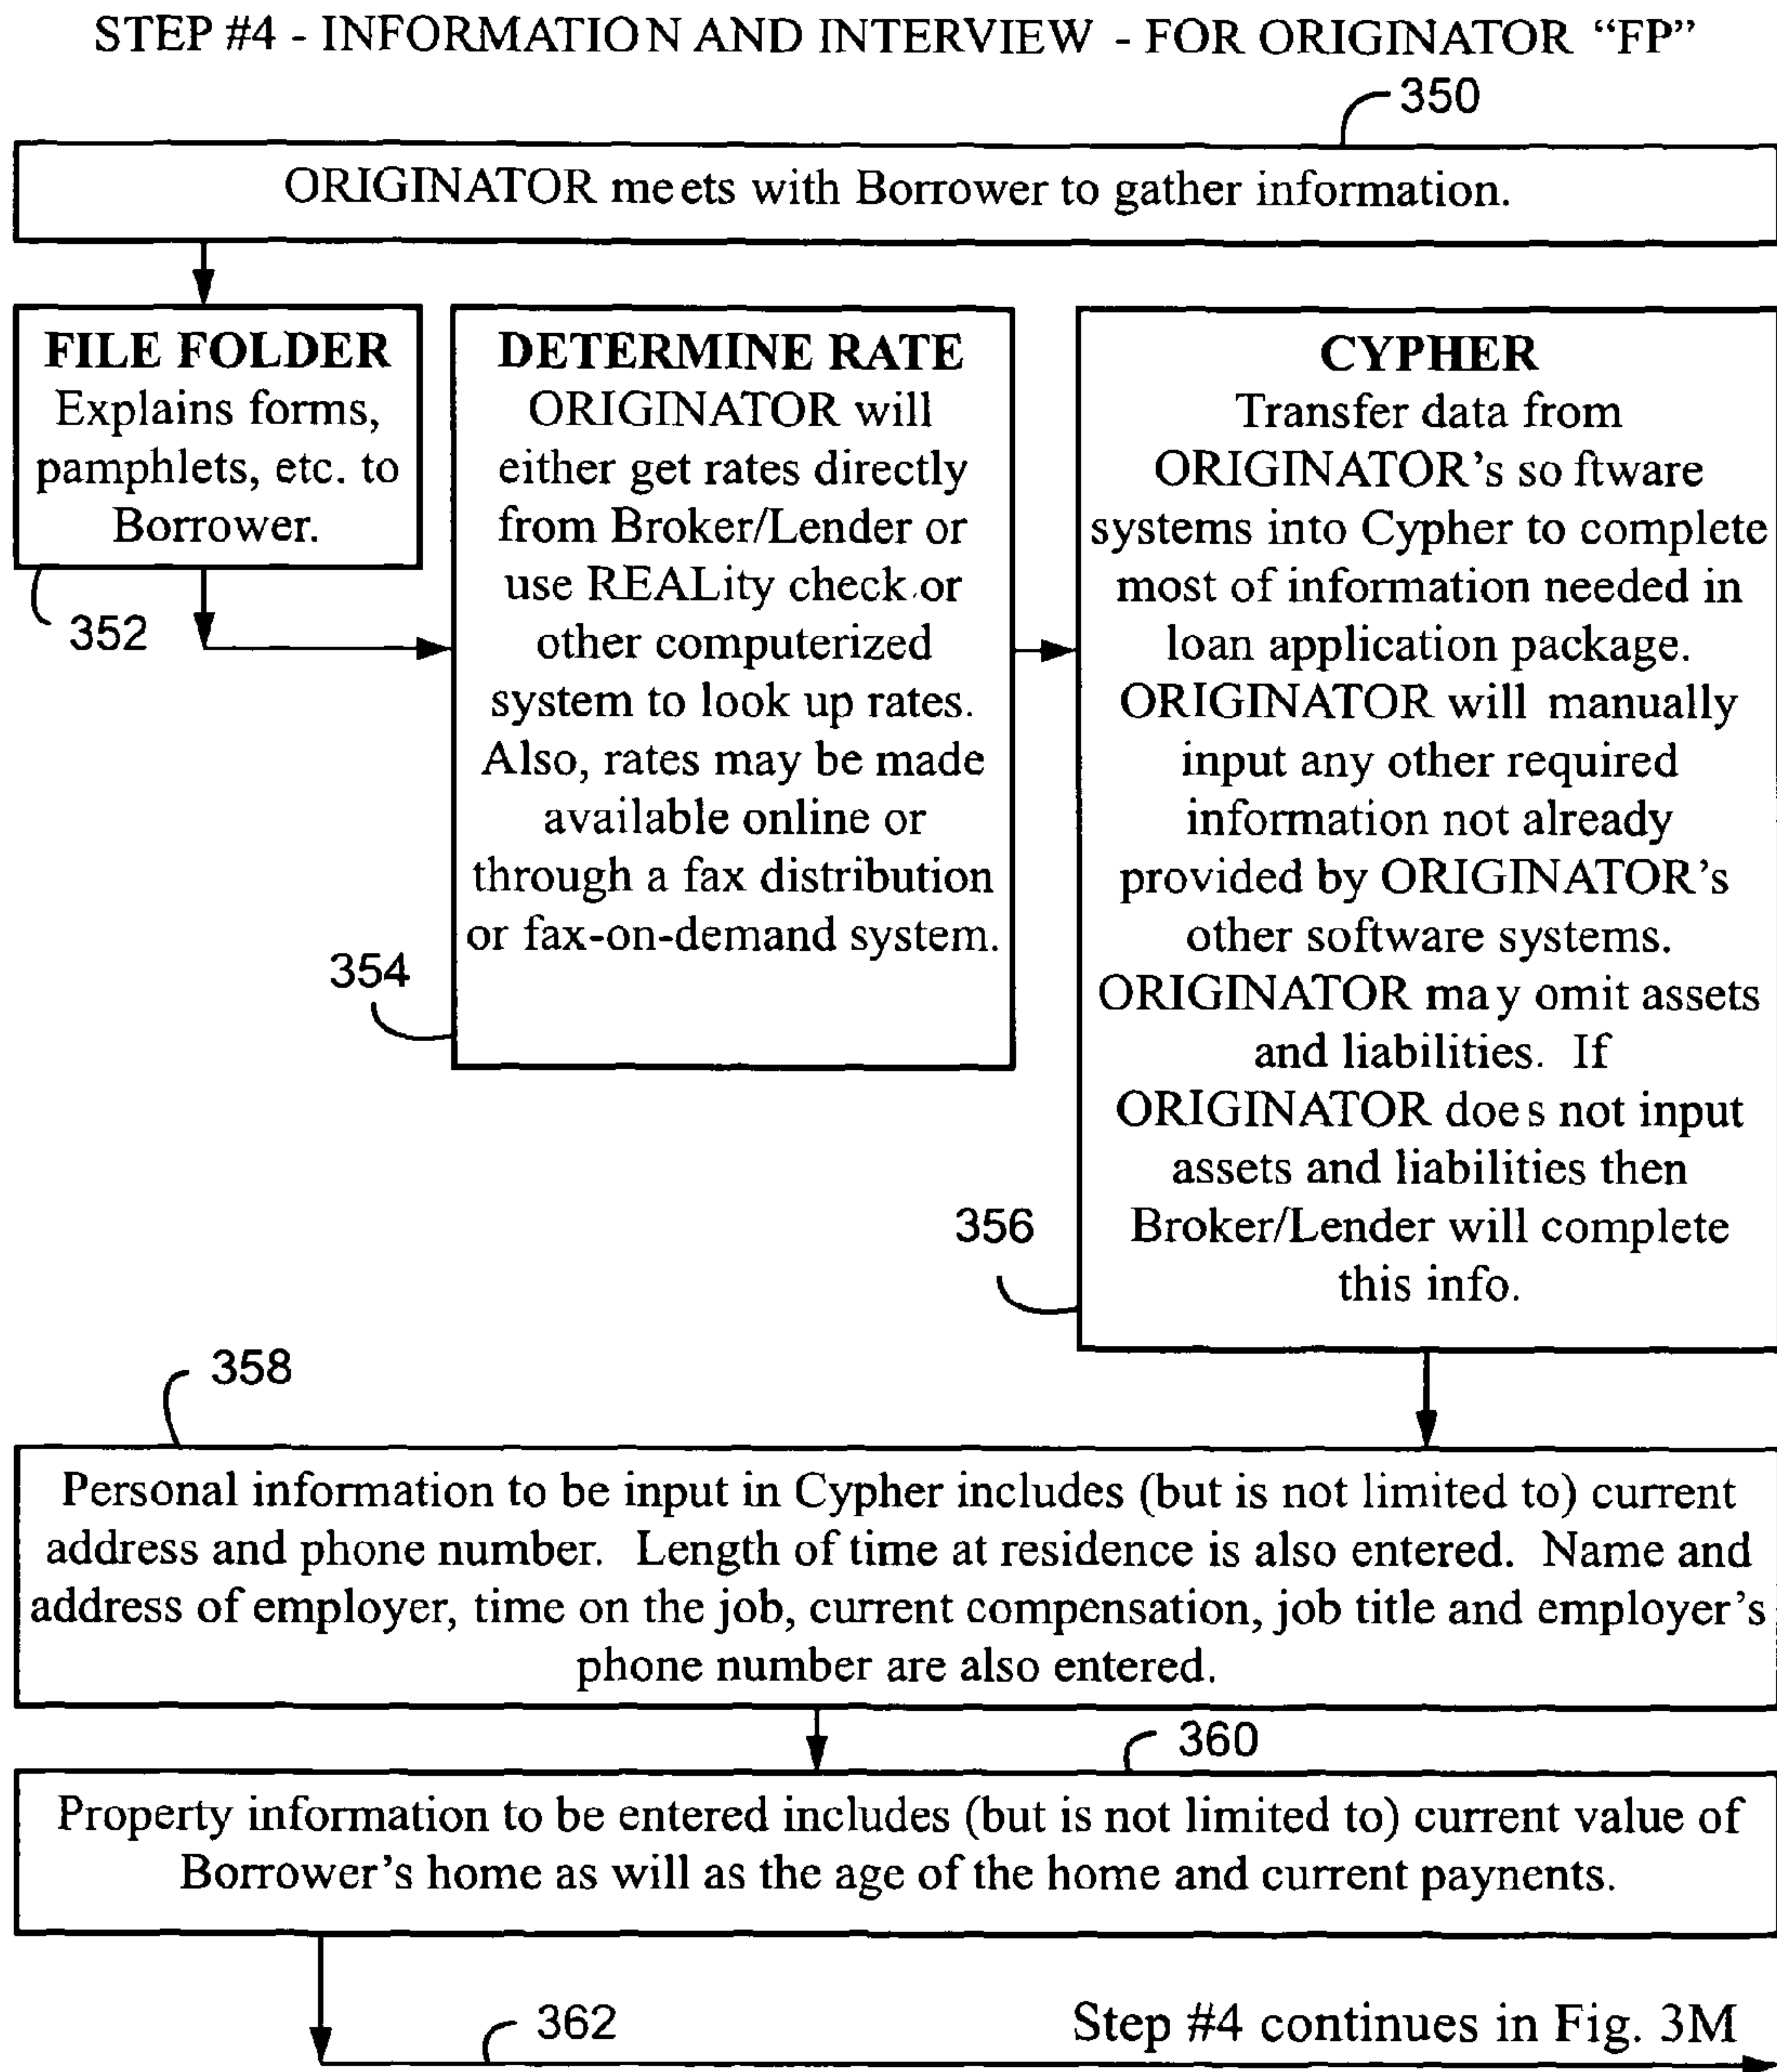 STEP #4 - INFORMATION AND INTERVIEW - FOR ORIGINATOR “FP”
350
ORIGINATOR meets with Borrower to gather information.
FILE FOLDER
Explains forms,
pamphlets, etc. to
Borrower.
352
DETERMINE RATE
ORIGINATOR will
either get rates directly
from Broker/Lender or
use REALity check or
other computerized
system to look up rates.
Also, rates may be made
available online or
through a fax distribution
or fax-on-demand system.
354
CYPHER
Transfer data from
ORIGINATOR’s so ftware
systems into Cypher to complete
most of information needed in
loan application package.
ORIGINATOR will manually
input any other required
information not already
provided by ORIGINATOR’s
other software systems.
ORIGINATOR may omit assets
and liabilities. If
ORIGINATOR does not input
assets and liabilities then
Broker/Lender will complete
this info.
356
358
Personal information to be input in Cypher includes (but is not limited to) current
address and phone number. Length of time at residence is also entered. Name and
address of employer, time on the job, current compensation, job title and employer’s
phone number are also entered.
360
Property information to be entered includes (but is not limited to) current value of
Borrower’s home as will as the age of the home and current paynents.
362
Step #4 continues in Fig. 3M